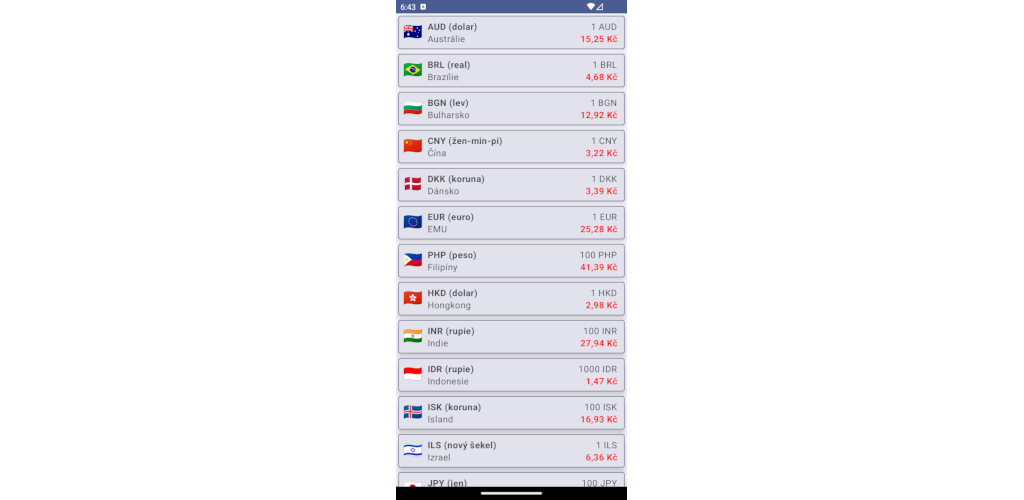 6:43
AUD (dolar) 1 AUD
Austrálie 15,25 Kč
BRL (real) 1 BRL
Brazílie 4,68 Kč
BGN (lev) 1 BGN
Bulharsko 12,92 Kč
CNY (žen-min-pi) 1 CNY
Čína 3,22 Kč
DKK (koruna) 1 DKK
Dánsko 3,39 Kč
EUR (euro) 1 EUR
EMU 25,28 Kč
PHP (peso) 100 PHP
Filipíny 41,39 Kč
HKD (dolar) 1 HKD
Hongkong 2,98 Kč
INR (rupie) 100 INR
Indie 27,94 Kč
IDR (rupie) 1000 IDR
Indonesie 1,47 Kč
ISK (koruna) 100 ISK
Island 16,93 Kč
ILS (nový šekel) 1 ILS
Izrael 6,36 Kč
JPY (jen) 100 JPY